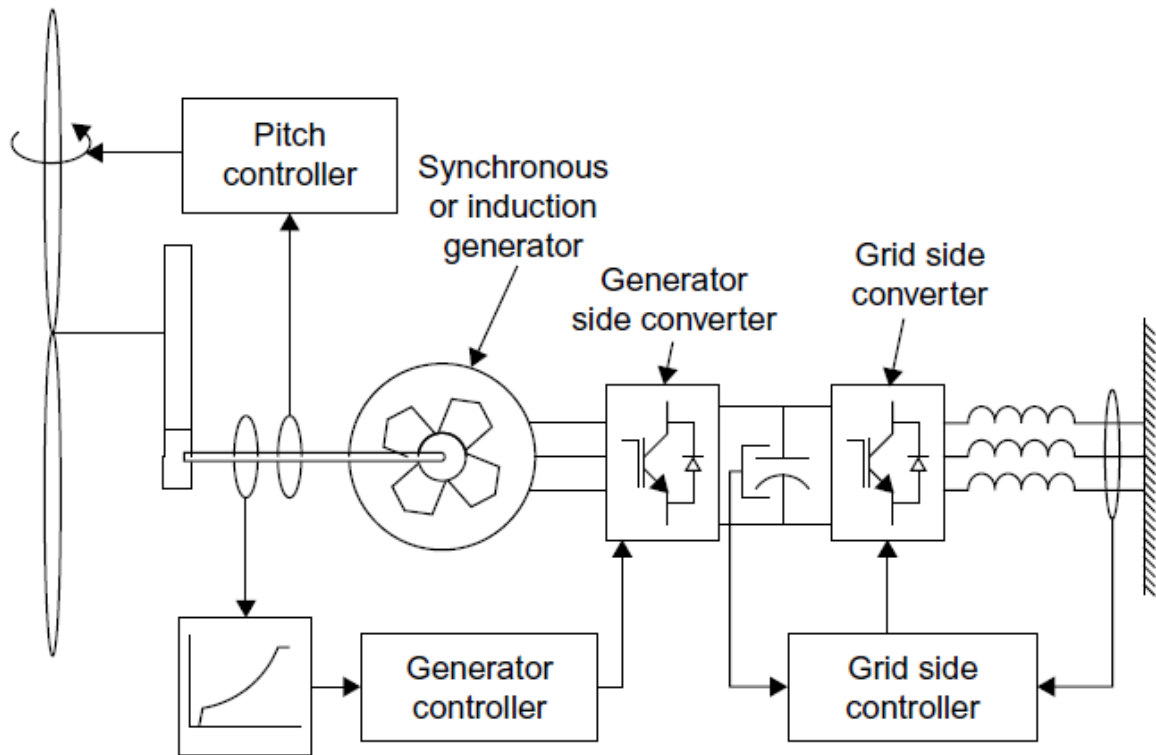 Pitch
controller
Synchronous
or induction
generator
Generator
side converter
Grid side
converter
Generator
controller
Grid side
controller